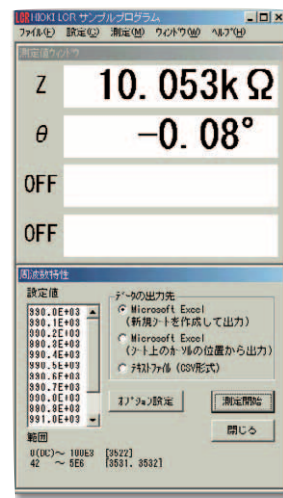 LCR HIOKI LCR サンプルプログラム
ファイル(F) 設定(C) 測定(M) ウィンドウ(W) ヘルプ(H)
測定値ウィンドウ
Z 10.053kΩ
θ -0.08°
OFF
OFF
周波数特性
設定値
990.0E+03
990.1E+03
990.2E+03
990.3E+03
990.4E+03
990.5E+03
990.6E+03
990.7E+03
990.8E+03
990.9E+03
991.0E+03
データの出力先
Microsoft Excel
(新規シートを作成して出力)
Microsoft Excel
(シート上のカーソルの位置から出力)
テキストファイル (CSV形式)
オプション設定
測定開始
閉じる
範囲
0(DC)～ 100E3 [3522]
42 ～ 5E6 [3531, 3532]